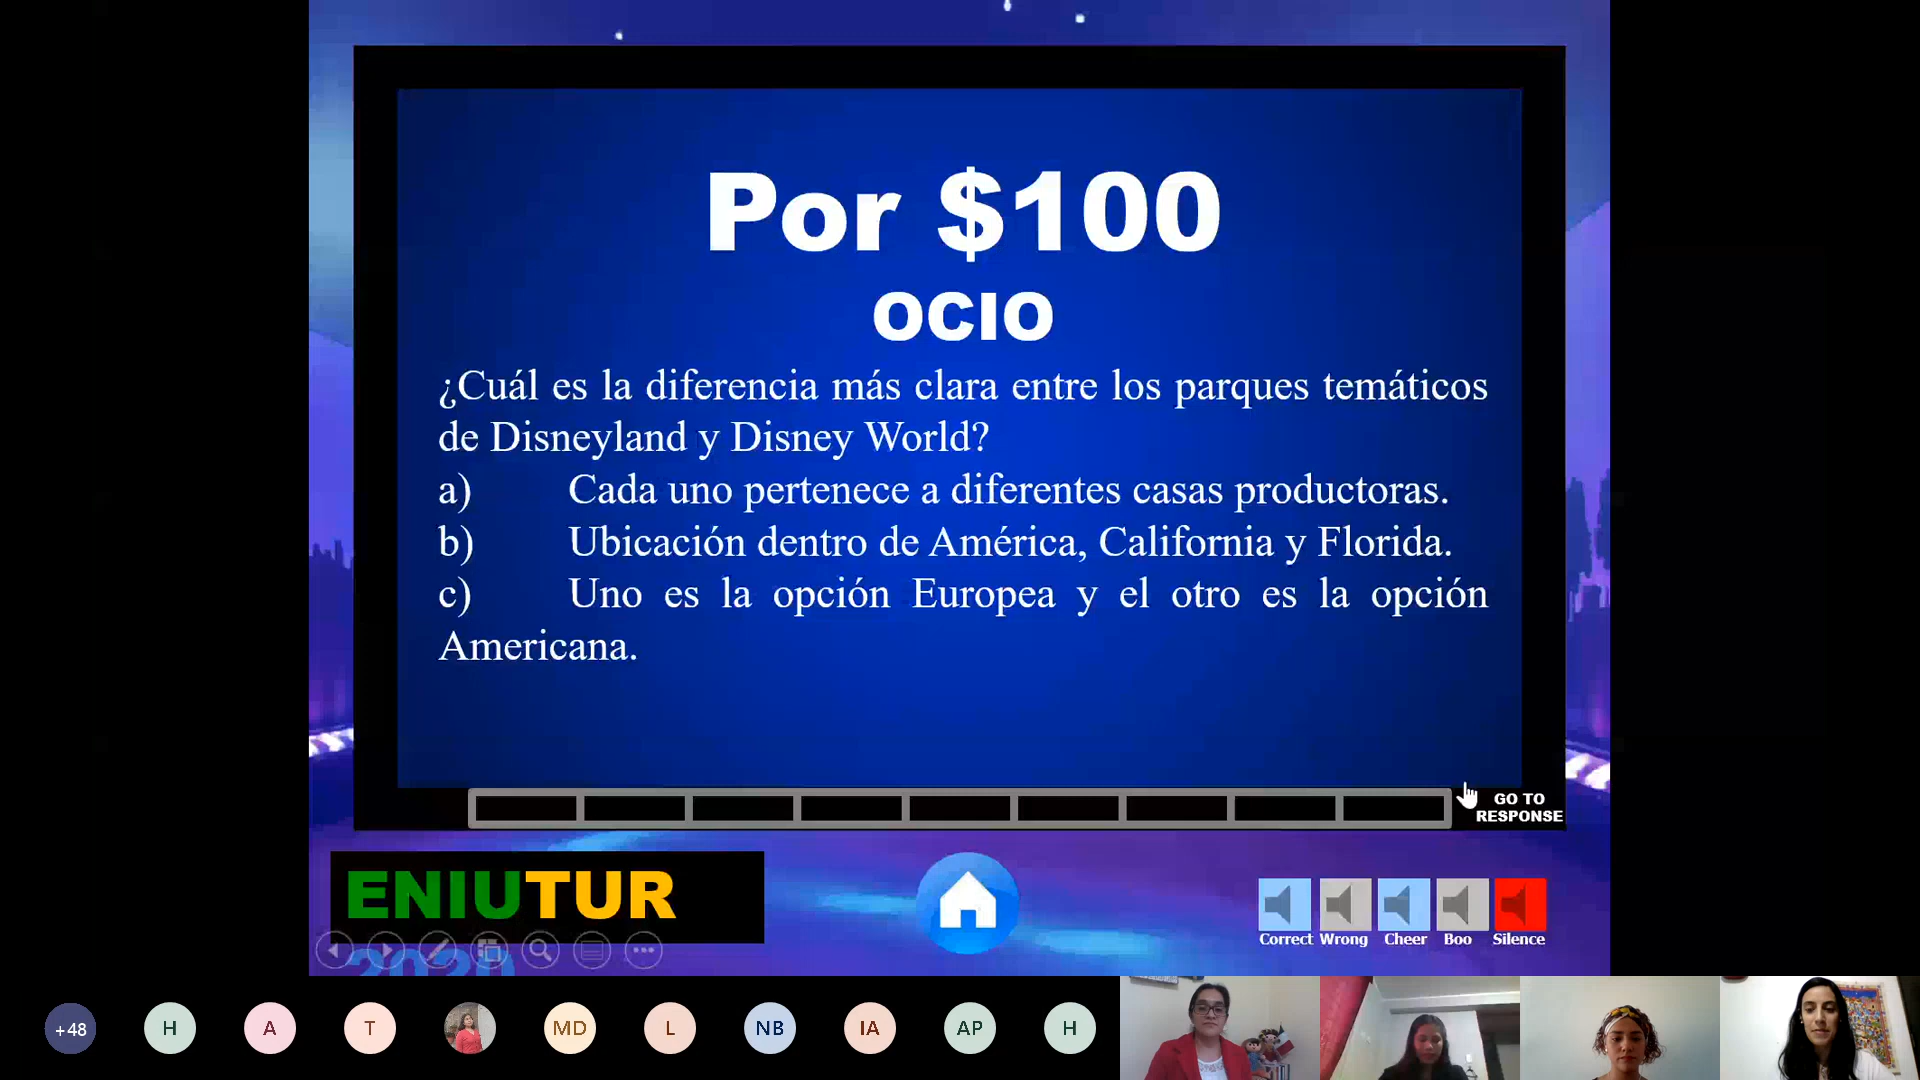 Por $100
OCIO
¿Cuál es la diferencia más clara entre los parques temáticos
de Disneyland y Disney World?
a) Cada uno pertenece a diferentes casas productoras.
b) Ubicación dentro de América, California y Florida.
c) Uno es la opción Europea y el otro es la opción
Americana.
GO TO
RESPONSE
ENIUTUR
2020
Correct Wrong Cheer Boo Silence
+48 H A T MD L NB IA AP H